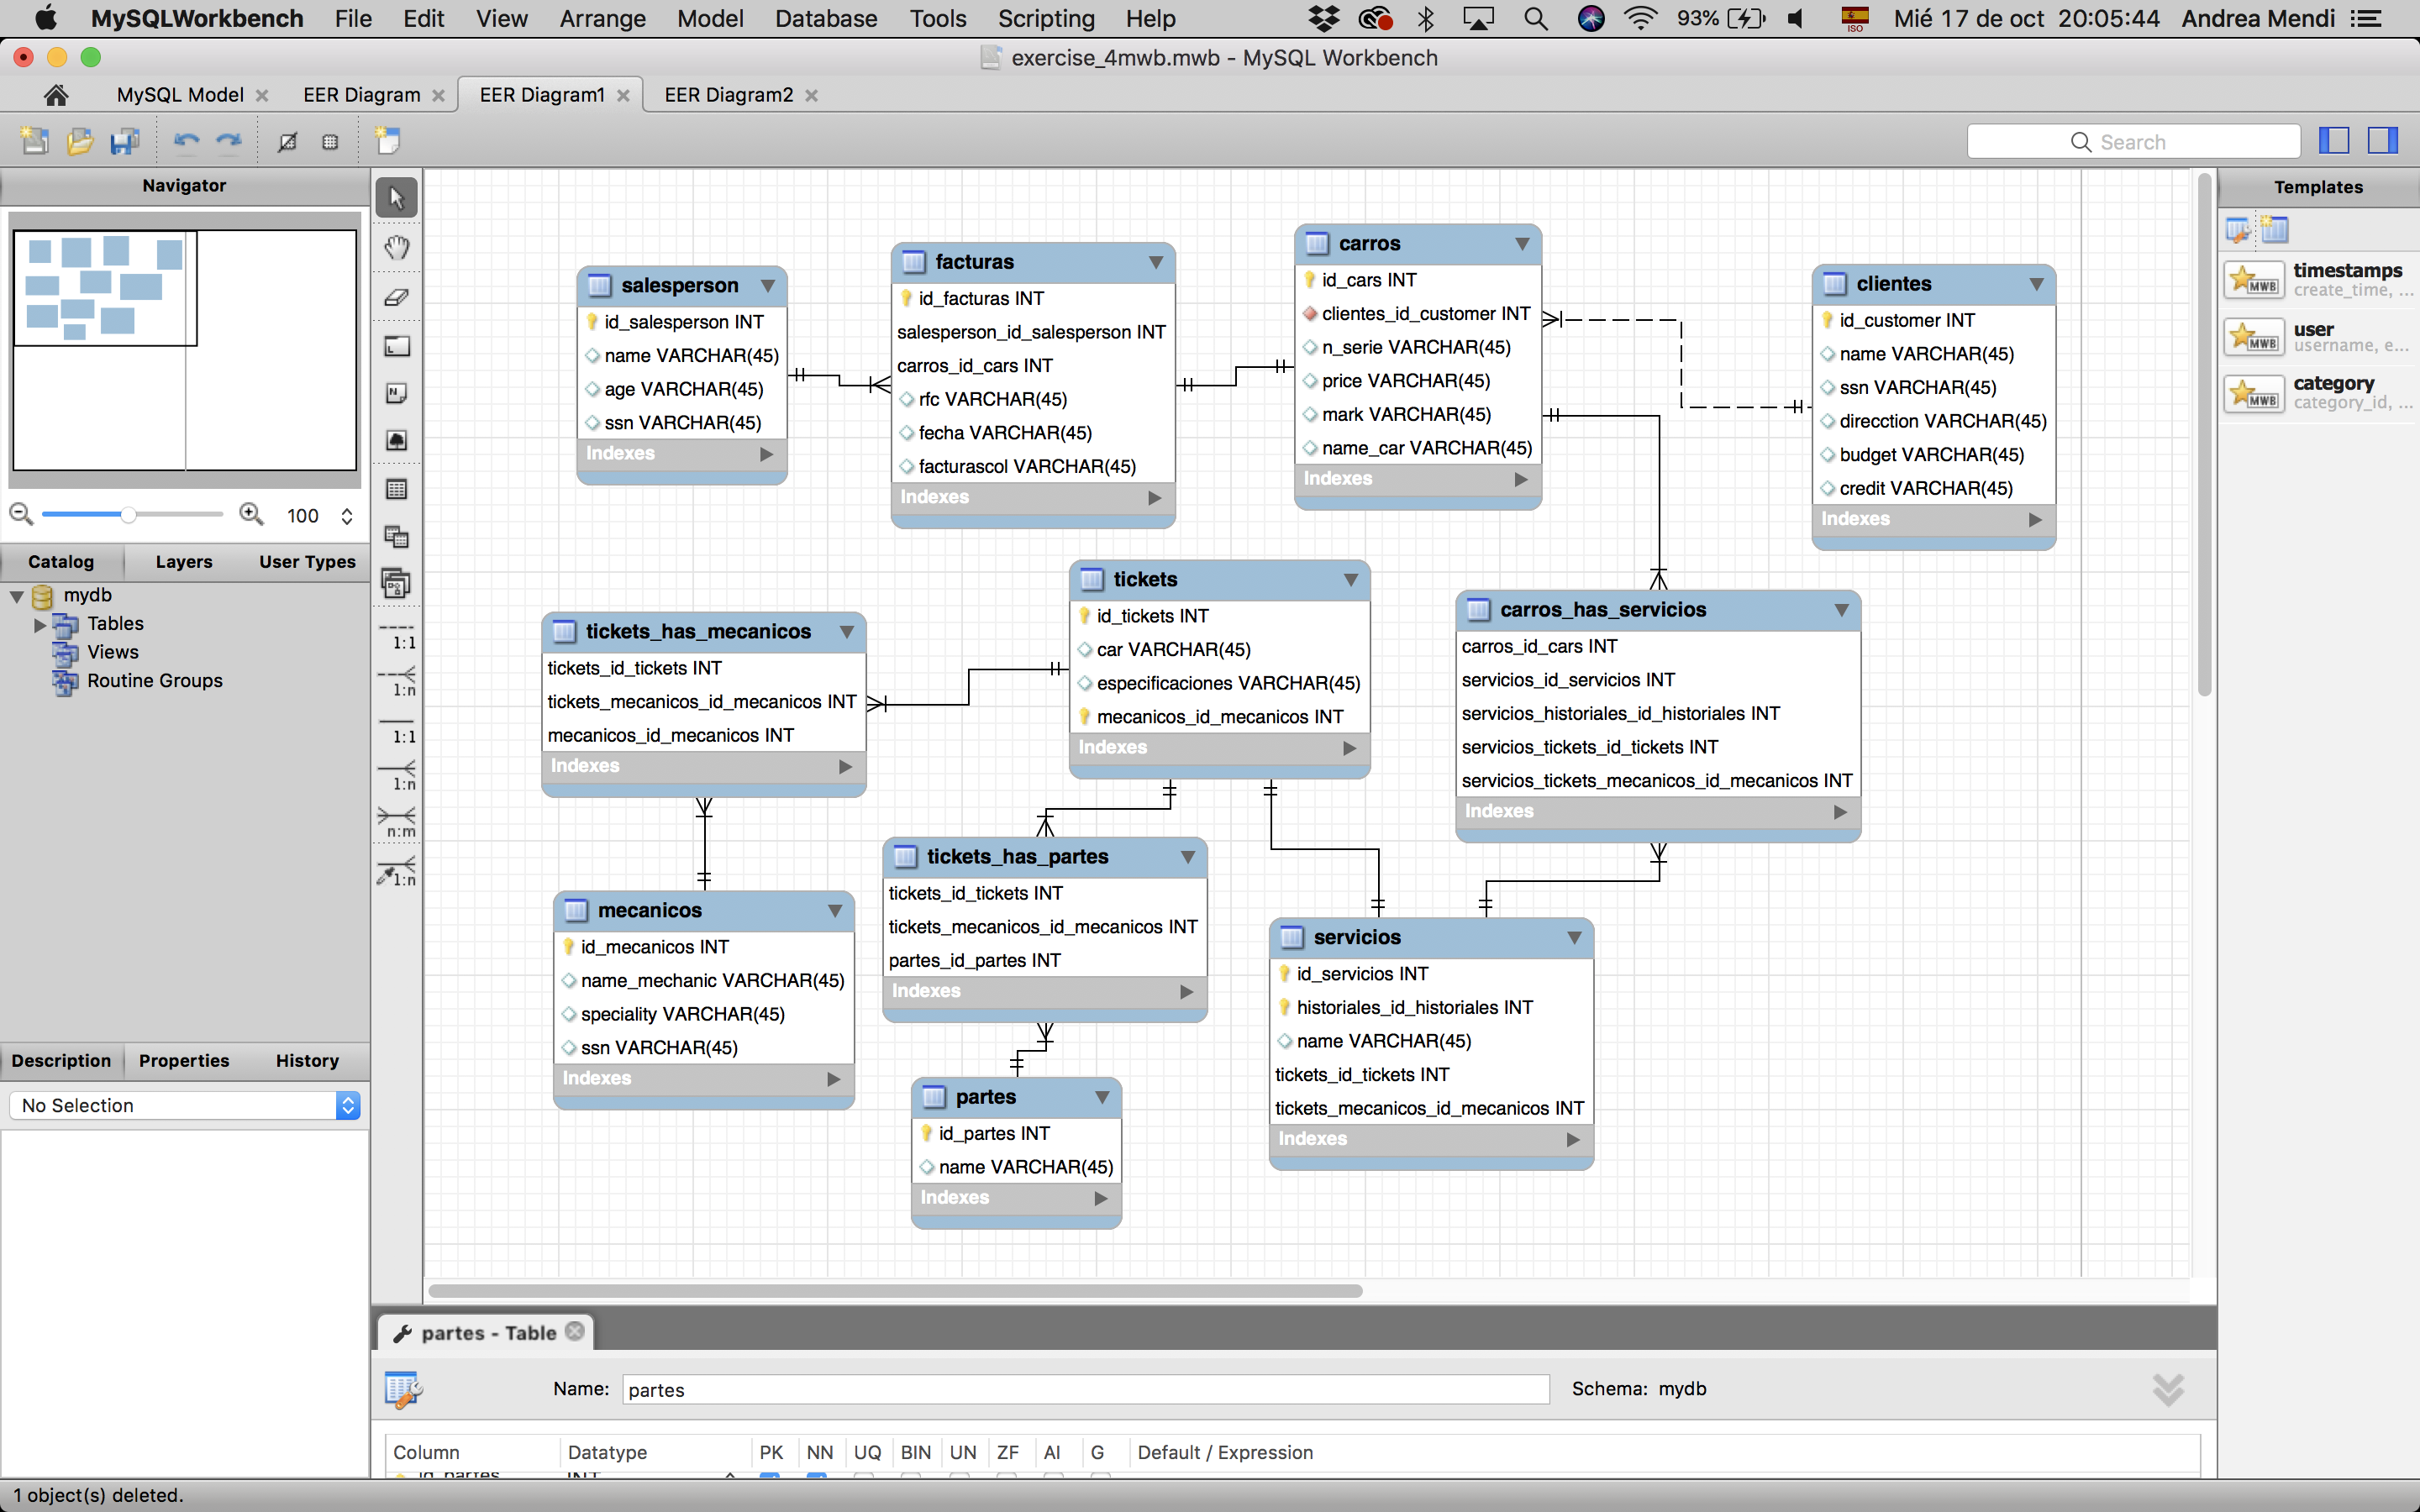 MySQLWorkbench File Edit View Arrange Model Database Tools Scripting Help 93% ISO Mié 17 de oct 20:05:44 Andrea Mendi
exercise_4mwb.mwb - MySQL Workbench
MySQL Model EER Diagram EER Diagram1 EER Diagram2
Search
Navigator
100
Catalog Layers User Types
mydb
Tables
Views
Routine Groups
Description Properties History
No Selection
1:1
1:n
1:1
1:n
n:m
1:n
salesperson
id_salesperson INT
name VARCHAR(45)
age VARCHAR(45)
ssn VARCHAR(45)
Indexes
facturas
id_facturas INT
salesperson_id_salesperson INT
carros_id_cars INT
rfc VARCHAR(45)
fecha VARCHAR(45)
facturascol VARCHAR(45)
Indexes
carros
id_cars INT
clientes_id_customer INT
n_serie VARCHAR(45)
price VARCHAR(45)
mark VARCHAR(45)
name_car VARCHAR(45)
Indexes
clientes
id_customer INT
name VARCHAR(45)
ssn VARCHAR(45)
direcction VARCHAR(45)
budget VARCHAR(45)
credit VARCHAR(45)
Indexes
tickets_has_mecanicos
tickets_id_tickets INT
tickets_mecanicos_id_mecanicos INT
mecanicos_id_mecanicos INT
Indexes
tickets
id_tickets INT
car VARCHAR(45)
especificaciones VARCHAR(45)
mecanicos_id_mecanicos INT
Indexes
carros_has_servicios
carros_id_cars INT
servicios_id_servicios INT
servicios_historiales_id_historiales INT
servicios_tickets_id_tickets INT
servicios_tickets_mecanicos_id_mecanicos INT
Indexes
mecanicos
id_mecanicos INT
name_mechanic VARCHAR(45)
speciality VARCHAR(45)
ssn VARCHAR(45)
Indexes
tickets_has_partes
tickets_id_tickets INT
tickets_mecanicos_id_mecanicos INT
partes_id_partes INT
Indexes
partes
id_partes INT
name VARCHAR(45)
Indexes
servicios
id_servicios INT
historiales_id_historiales INT
name VARCHAR(45)
tickets_id_tickets INT
tickets_mecanicos_id_mecanicos INT
Indexes
Templates
MWB timestamps
create_time, ...
MWB user
username, e...
MWB category
category_id, ...
partes - Table
Name: partes Schema: mydb
Column Datatype PK NN UQ BIN UN ZF AI G Default / Expression
id_partes INT
1 object(s) deleted.